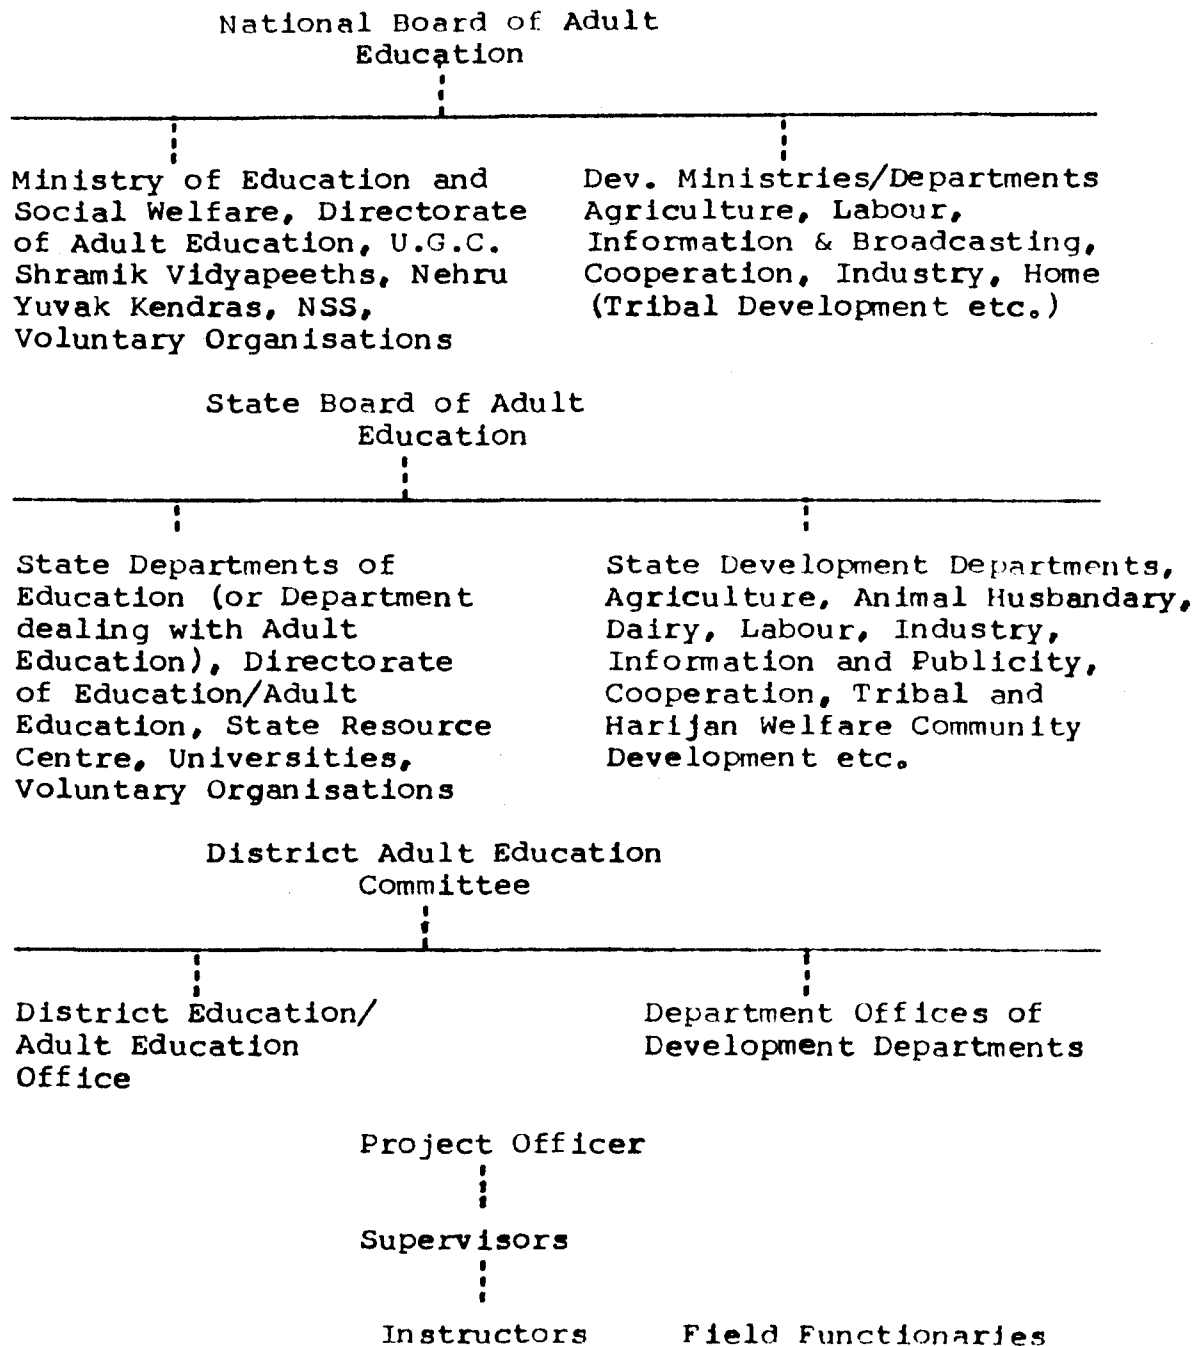 National Board of Adult
Education
Ministry of Education and
Social Welfare, Directorate
of Adult Education, U.G.C.
Shramik Vidyapeeths, Nehru
Yuvak Kendras, NSS,
Voluntary Organisations
Dev. Ministries/Departments
Agriculture, Labour,
Information & Broadcasting,
Cooperation, Industry, Home
(Tribal Development etc.)
State Board of Adult
Education
State Departments of
Education (or Department
dealing with Adult
Education), Directorate
of Education/Adult
Education, State Resource
Centre, Universities,
Voluntary Organisations
State Development Departments,
Agriculture, Animal Husbandary,
Dairy, Labour, Industry,
Information and Publicity,
Cooperation, Tribal and
Harijan Welfare Community
Development etc.
District Adult Education
Committee
District Education/
Adult Education
Office
Department Offices of
Development Departments
Project Officer
Supervisors
Instructors
Field Functionaries